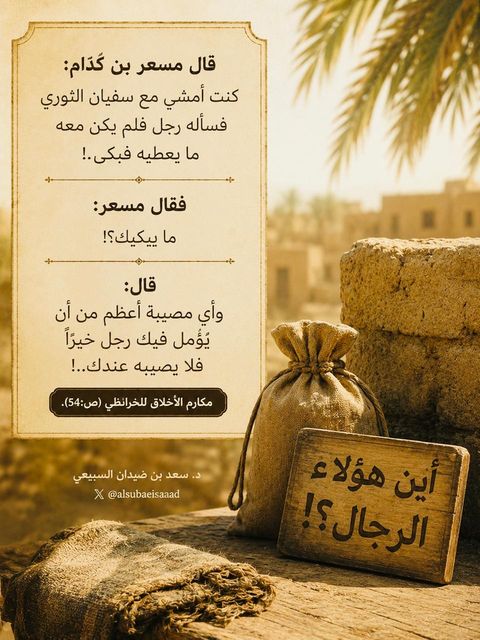 قال مسعر بن كَدَام:
كنت أمشي مع سفيان الثوري
فسأله رجل فلم يكن معه
ما يعطيه فبكى.!
فقال مسعر:
ما يبكيك؟!
قال:
وأي مصيبة أعظم من أن
يُؤمل فيك رجل خيرًاً
فلا يصيبه عندك..!
مكارم الأخلاق للخرائطي (ص:54).
د. سعد بن ضيدان السبيعي
X @alsubaeisaaad
أين هؤلاء
الرجال؟!